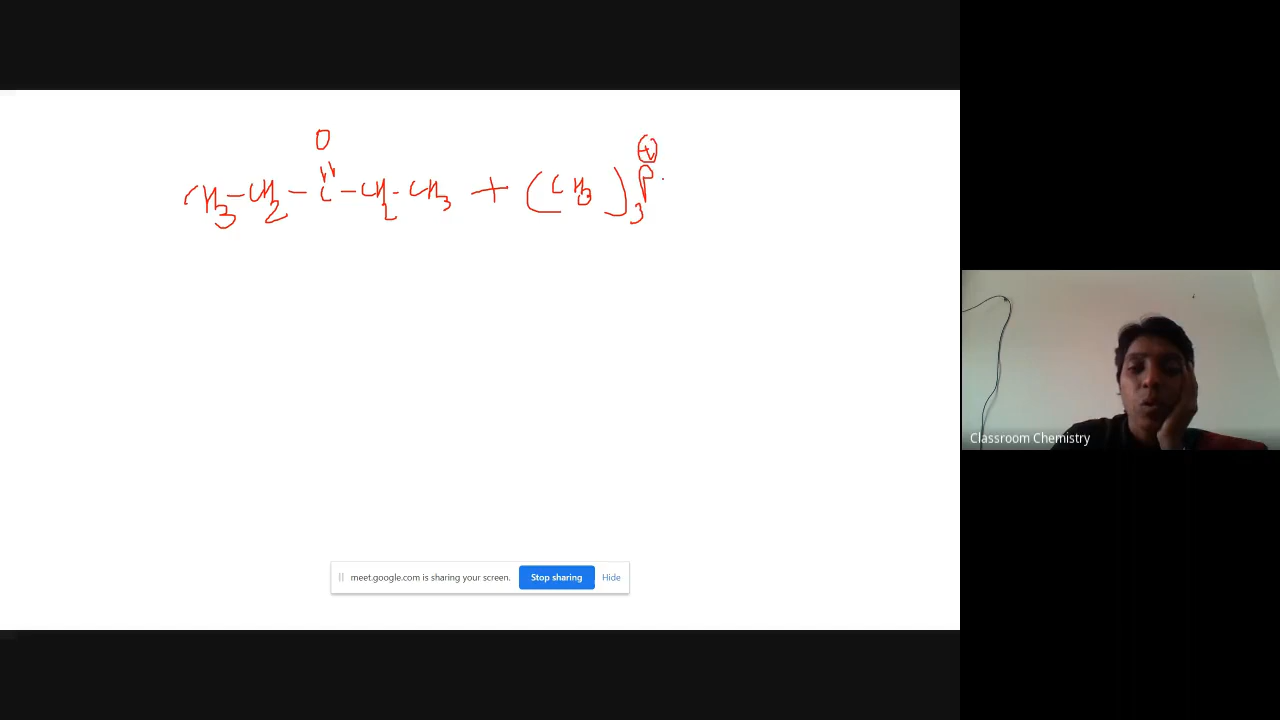 O
CH3-CH2-C-CH2-CH3 + (CH3)3P⊕
Classroom Chemistry
meet.google.com is sharing your screen. Stop sharing Hide